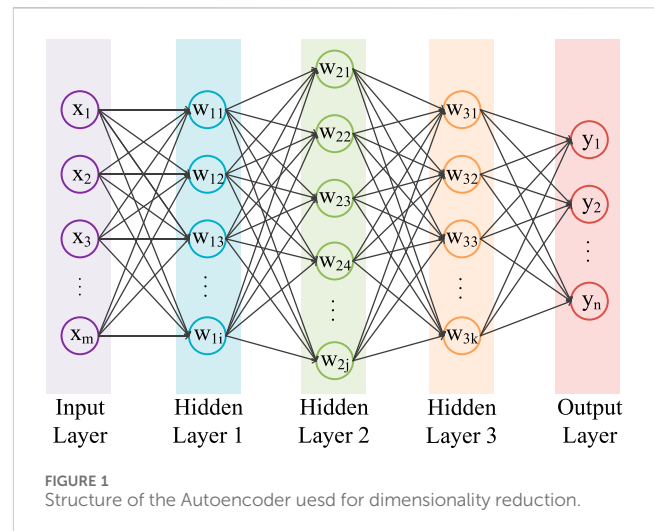 x1 w11 w21 w31 y1
x2 w12 w22 w32 y2
x3 w13 w23 w33 ⋮
⋮ ⋮ w24 ⋮ yn
xm w1i ⋮ w3k
w2j
Input Layer
Hidden Layer 1
Hidden Layer 2
Hidden Layer 3
Output Layer
FIGURE 1
Structure of the Autoencoder uesd for dimensionality reduction.